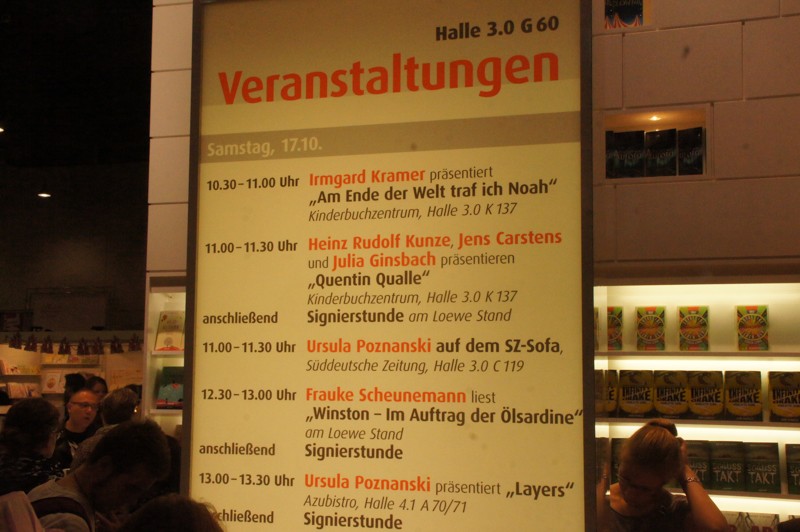 Halle 3.0 G 60
Veranstaltungen
Samstag, 17.10.
10.30 – 11.00 Uhr Irmgard Kramer präsentiert
„Am Ende der Welt traf ich Noah“
Kinderbuchzentrum, Halle 3.0 K 137
11.00 – 11.30 Uhr Heinz Rudolf Kunze, Jens Carstens
und Julia Ginsbach präsentieren
„Quentin Qualle“
Kinderbuchzentrum, Halle 3.0 K 137
anschließend Signierstunde am Loewe Stand
11.00 – 11.30 Uhr Ursula Poznanski auf dem SZ-Sofa,
Süddeutsche Zeitung, Halle 3.0 C 119
12.30 – 13.00 Uhr Frauke Scheunemann liest
„Winston – Im Auftrag der Ölsardine“
am Loewe Stand
anschließend Signierstunde
13.00 – 13.30 Uhr Ursula Poznanski präsentiert „Layers“
Azubistro, Halle 4.1 A 70/71
anschließend Signierstunde
TAKT